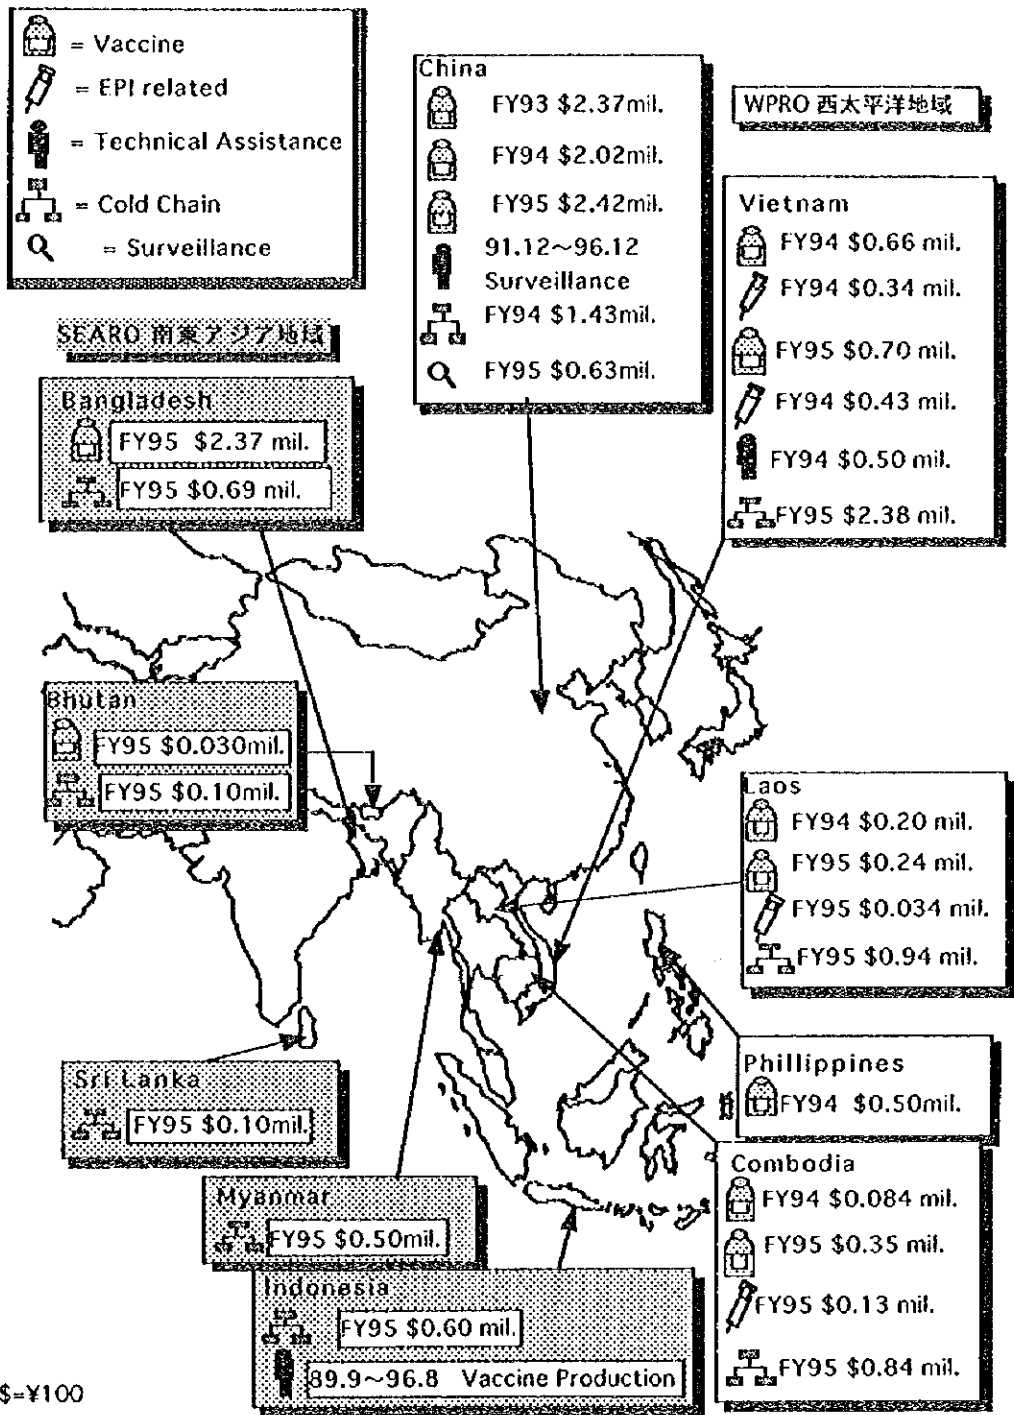 = Vaccine
= EPI related
= Technical Assistance
= Cold Chain
= Surveillance
China
FY93 $2.37mil.
FY94 $2.02mil.
FY95 $2.42mil.
91.12~96.12
Surveillance
FY94 $1.43mil.
FY95 $0.63mil.
WPRO 西太平洋地域
Vietnam
FY94 $0.66 mil.
FY94 $0.34 mil.
FY95 $0.70 mil.
FY94 $0.43 mil.
FY94 $0.50 mil.
FY95 $2.38 mil.
SEARO 南東アジア地域
Bangladesh
FY95 $2.37 mil.
FY95 $0.69 mil.
Bhutan
FY95 $0.030mil.
FY95 $0.10mil.
Laos
FY94 $0.20 mil.
FY95 $0.24 mil.
FY95 $0.034 mil.
FY95 $0.94 mil.
Sri Lanka
FY95 $0.10mil.
Phillippines
FY94 $0.50mil.
Myanmar
FY95 $0.50mil.
Combodia
FY94 $0.084 mil.
FY95 $0.35 mil.
FY95 $0.13 mil.
FY95 $0.84 mil.
Indonesia
FY95 $0.60 mil.
89.9~96.8 Vaccine Production
$=¥100